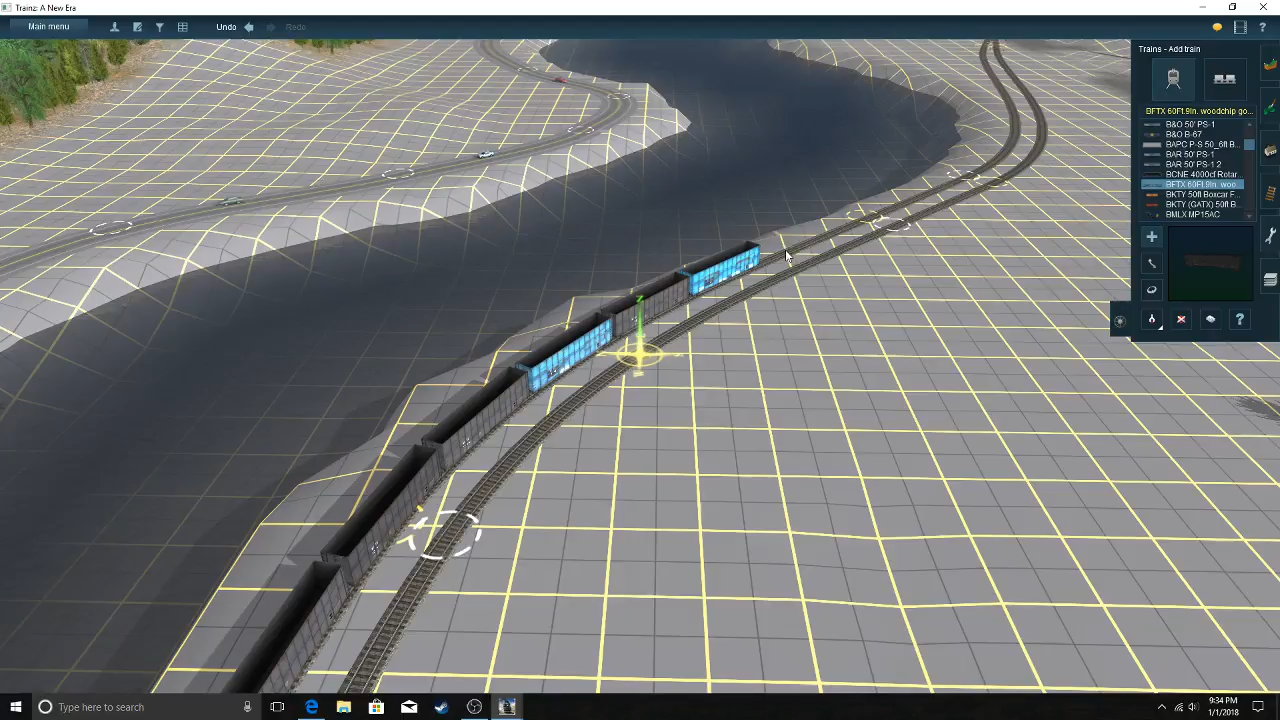 Trainz: A New Era
Main menu
Undo
Redo
Trains - Add train
BFTX 60Ft.9In. woodchip go...
B&O 50' PS-1
B&O B-67
BAPC P-S 50_6ft B...
BAR 50' PS-1
BAR 50' PS-1 2
BCNE 4000cf Rotar...
BFTX 60Ft.9In. woo...
BKTY 50ft Boxcar F...
BKTY (GATX) 50ft B...
BMLX MP15AC
Z
Type here to search
9:34 PM
1/1/2018